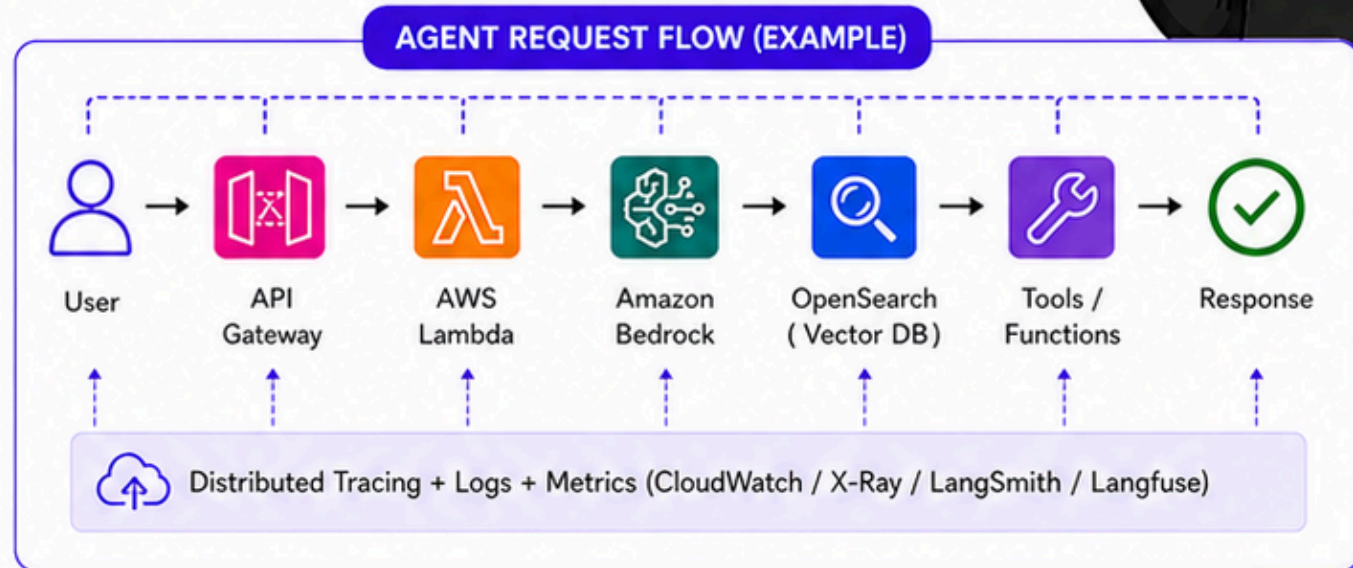 AGENT REQUEST FLOW (EXAMPLE)
User
API
Gateway
AWS
Lambda
Amazon
Bedrock
OpenSearch
( Vector DB)
Tools /
Functions
Response
Distributed Tracing + Logs + Metrics (CloudWatch / X-Ray / LangSmith / Langfuse)